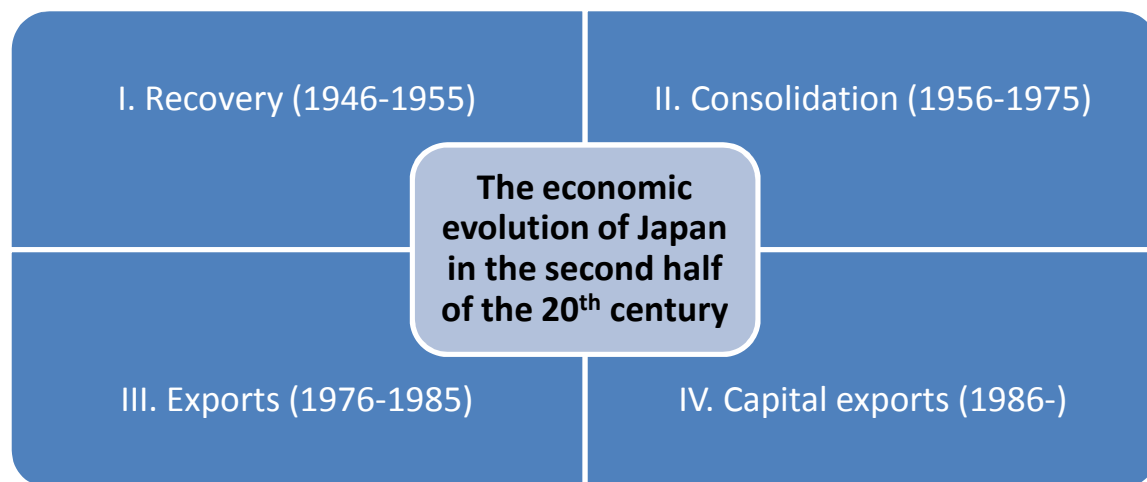 I. Recovery (1946-1955)
II. Consolidation (1956-1975)
The economic
evolution of Japan
in the second half
of the 20th century
III. Exports (1976-1985)
IV. Capital exports (1986-)